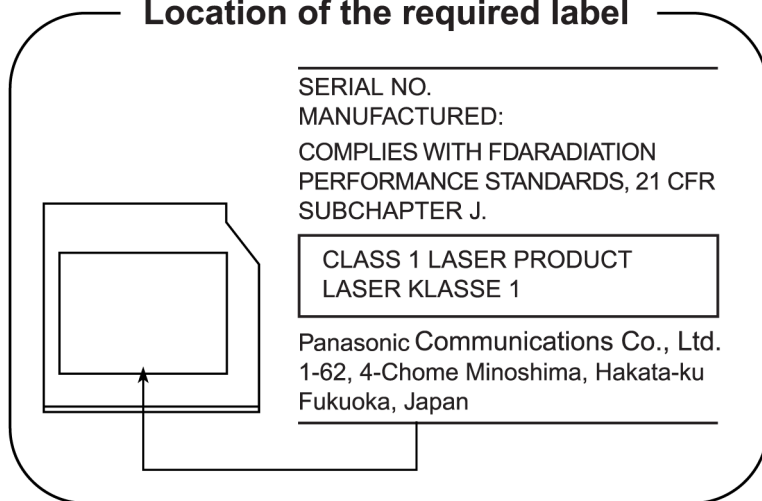 Location of the required label
SERIAL NO.
MANUFACTURED:
COMPLIES WITH FDARADIATION
PERFORMANCE STANDARDS, 21 CFR
SUBCHAPTER J.
CLASS 1 LASER PRODUCT
LASER KLASSE 1
Panasonic Communications Co., Ltd.
1-62, 4-Chome Minoshima, Hakata-ku
Fukuoka, Japan